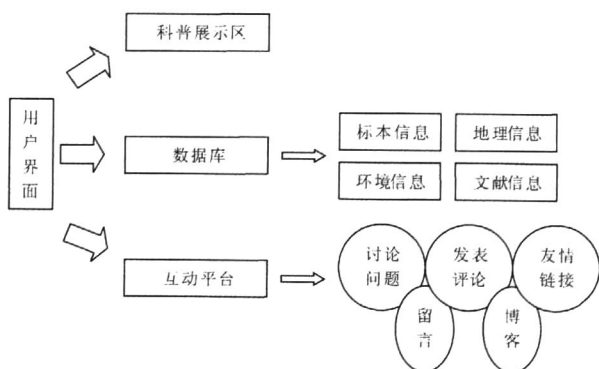 科普展示区
用户界面
数据库
标本信息
地理信息
环境信息
文献信息
互动平台
讨论
问题
发表
评论
友情
链接
留言
博客